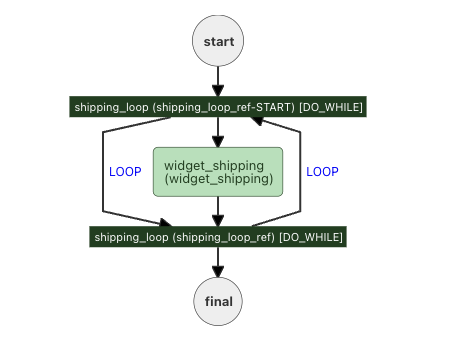 start
shipping_loop (shipping_loop_ref-START) [DO_WHILE]
LOOP
widget_shipping
(widget_shipping)
LOOP
shipping_loop (shipping_loop_ref) [DO_WHILE]
final